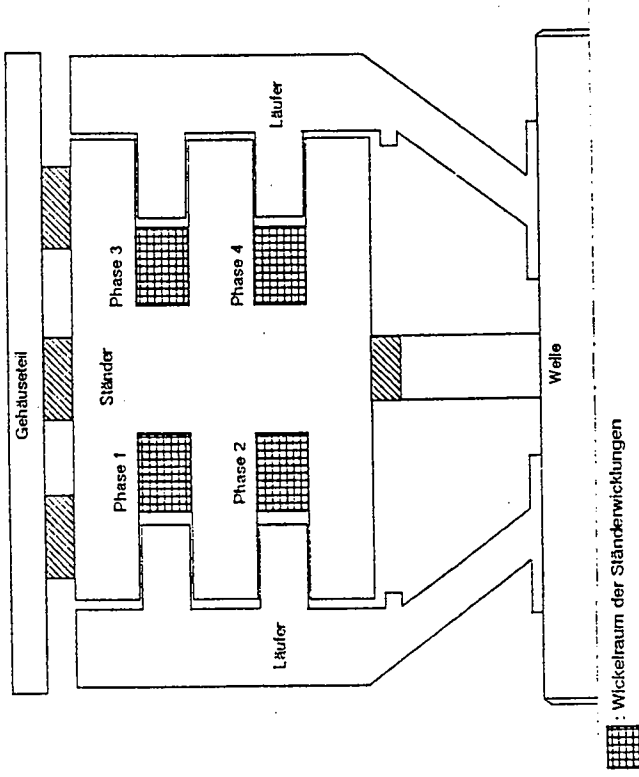 Gehäuseteil
Ständer
Phase 1
Phase 3
Phase 2
Phase 4
Läufer
Läufer
Welle
: Wickelraum der Ständerwicklungen